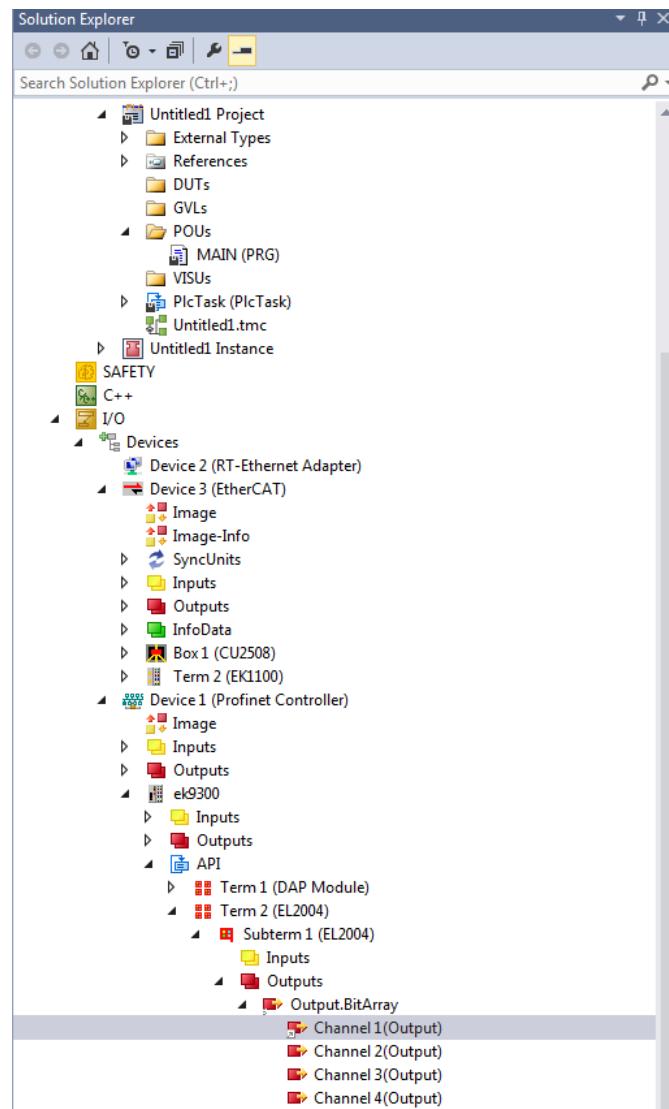 Solution Explorer
Search Solution Explorer (Ctrl+;)
Untitled1 Project
External Types
References
DUTs
GVLs
POUs
MAIN (PRG)
VISUs
PlcTask (PlcTask)
Untitled1.tmc
Untitled1 Instance
SAFETY
C++
I/O
Devices
Device 2 (RT-Ethernet Adapter)
Device 3 (EtherCAT)
Image
Image-Info
SyncUnits
Inputs
Outputs
InfoData
Box 1 (CU2508)
Term 2 (EK1100)
Device 1 (Profinet Controller)
Image
Inputs
Outputs
ek9300
Inputs
Outputs
API
Term 1 (DAP Module)
Term 2 (EL2004)
Subterm 1 (EL2004)
Inputs
Outputs
Output.BitArray
Channel 1(Output)
Channel 2(Output)
Channel 3(Output)
Channel 4(Output)